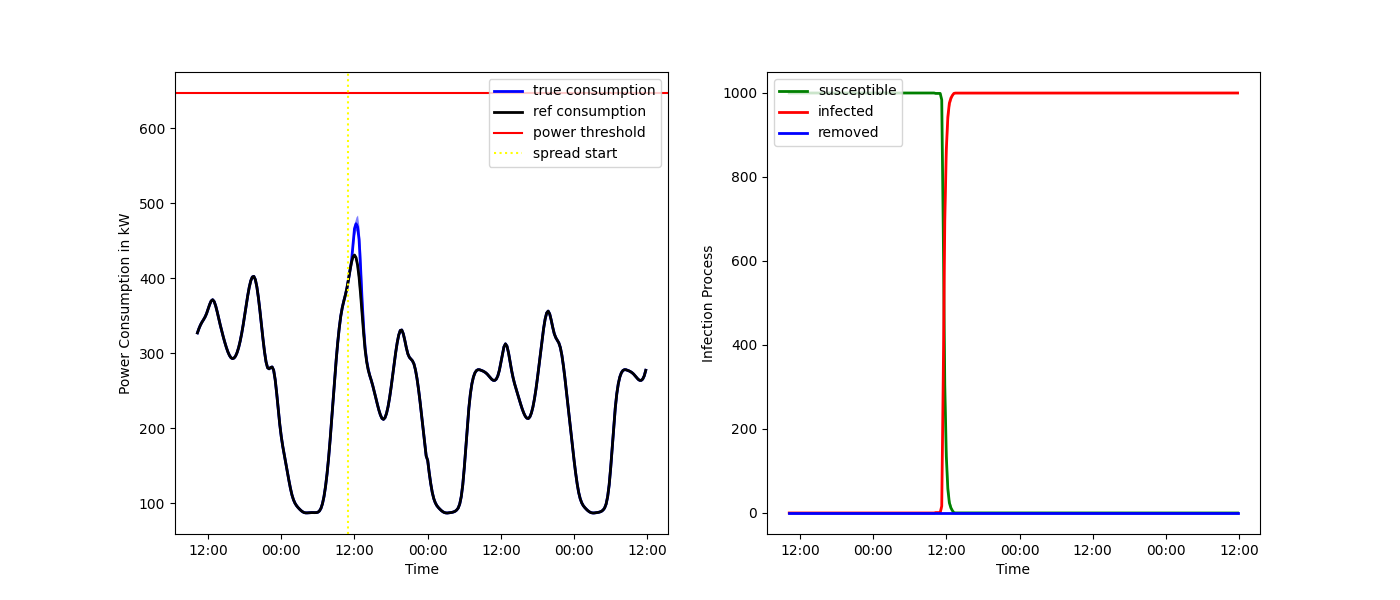 true consumption
ref consumption
power threshold
spread start
600
500
400
300
200
100
Power Consumption in kW
12:00 00:00 12:00 00:00 12:00 00:00 12:00
Time
susceptible
infected
removed
1000
800
600
400
200
0
Infection Process
12:00 00:00 12:00 00:00 12:00 00:00 12:00
Time